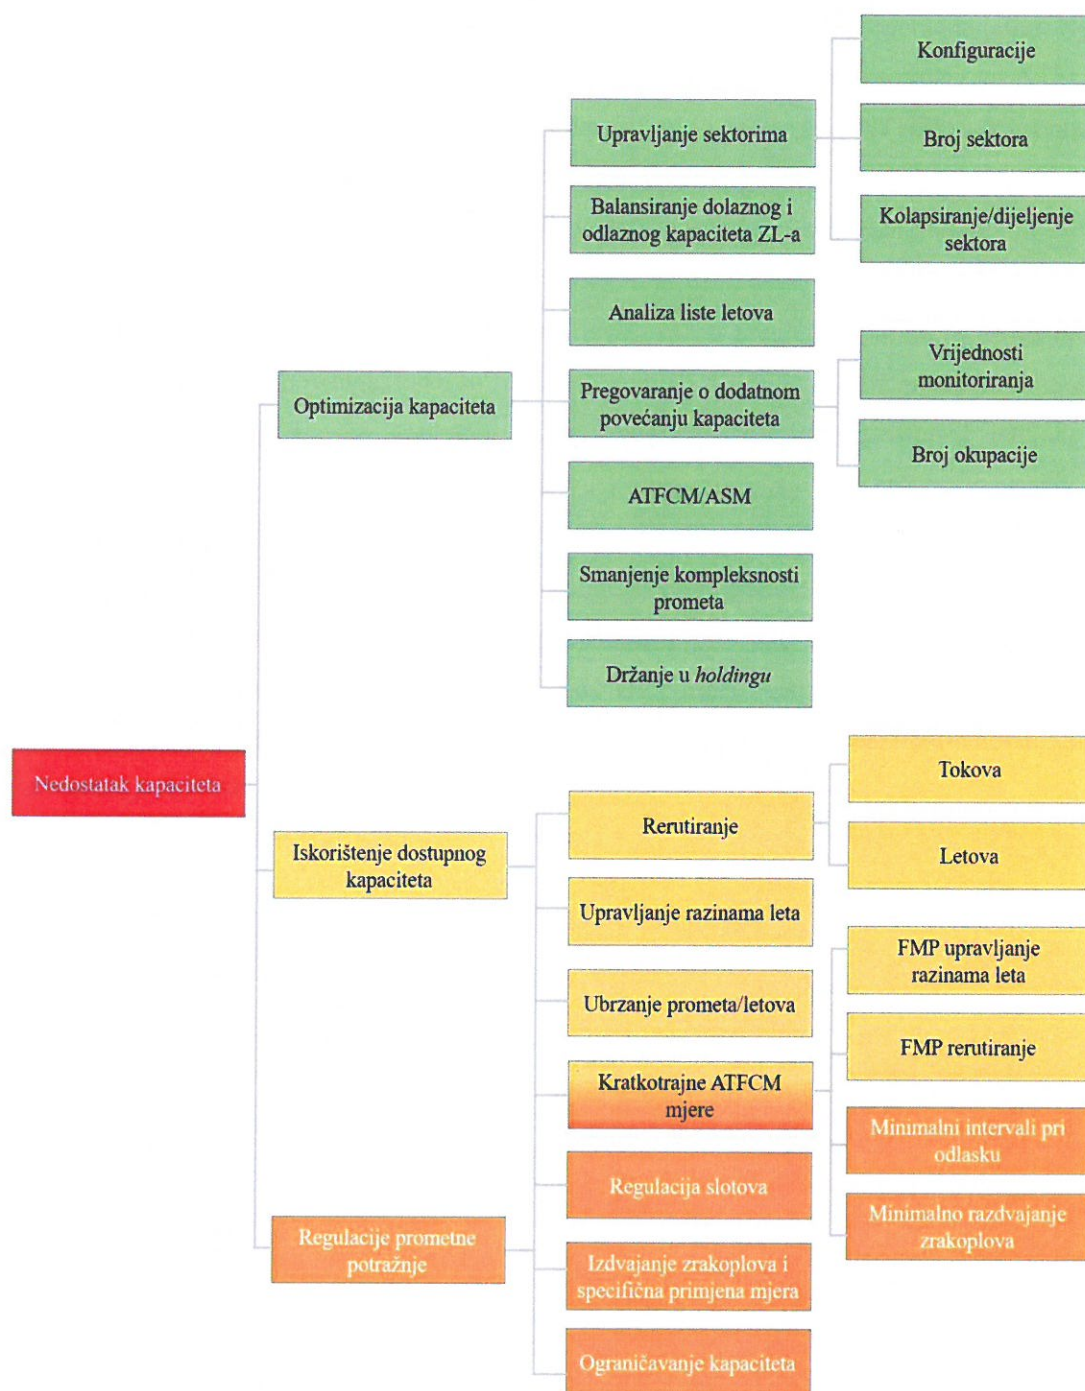 Konfiguracije
Upravljanje sektorima
Broj sektora
Balansiranje dolaznog i
odlaznog kapaciteta ZL-a
Kolapsiranje/dijeljenje
sektora
Analiza liste letova
Vrijednosti
monitoriranja
Optimizacija kapaciteta
Pregovaranje o dodatnom
povećanju kapaciteta
Broj okupacije
ATFCM/ASM
Smanjenje kompleksnosti
prometa
Držanje u holdingu
Nedostatak kapaciteta
Tokova
Rerutiranje
Iskorištenje dostupnog
kapaciteta
Letova
Upravljanje razinama leta
FMP upravljanje
razinama leta
Ubrzanje prometa/letova
FMP rerutiranje
Kratkotrajne ATFCM
mjere
Minimalni intervali pri
odlasku
Regulacija slotova
Minimalno razdvajanje
zrakoplova
Regulacije prometne
potražnje
Izdvajanje zrakoplova i
specifična primjena mjera
Ograničavanje kapaciteta